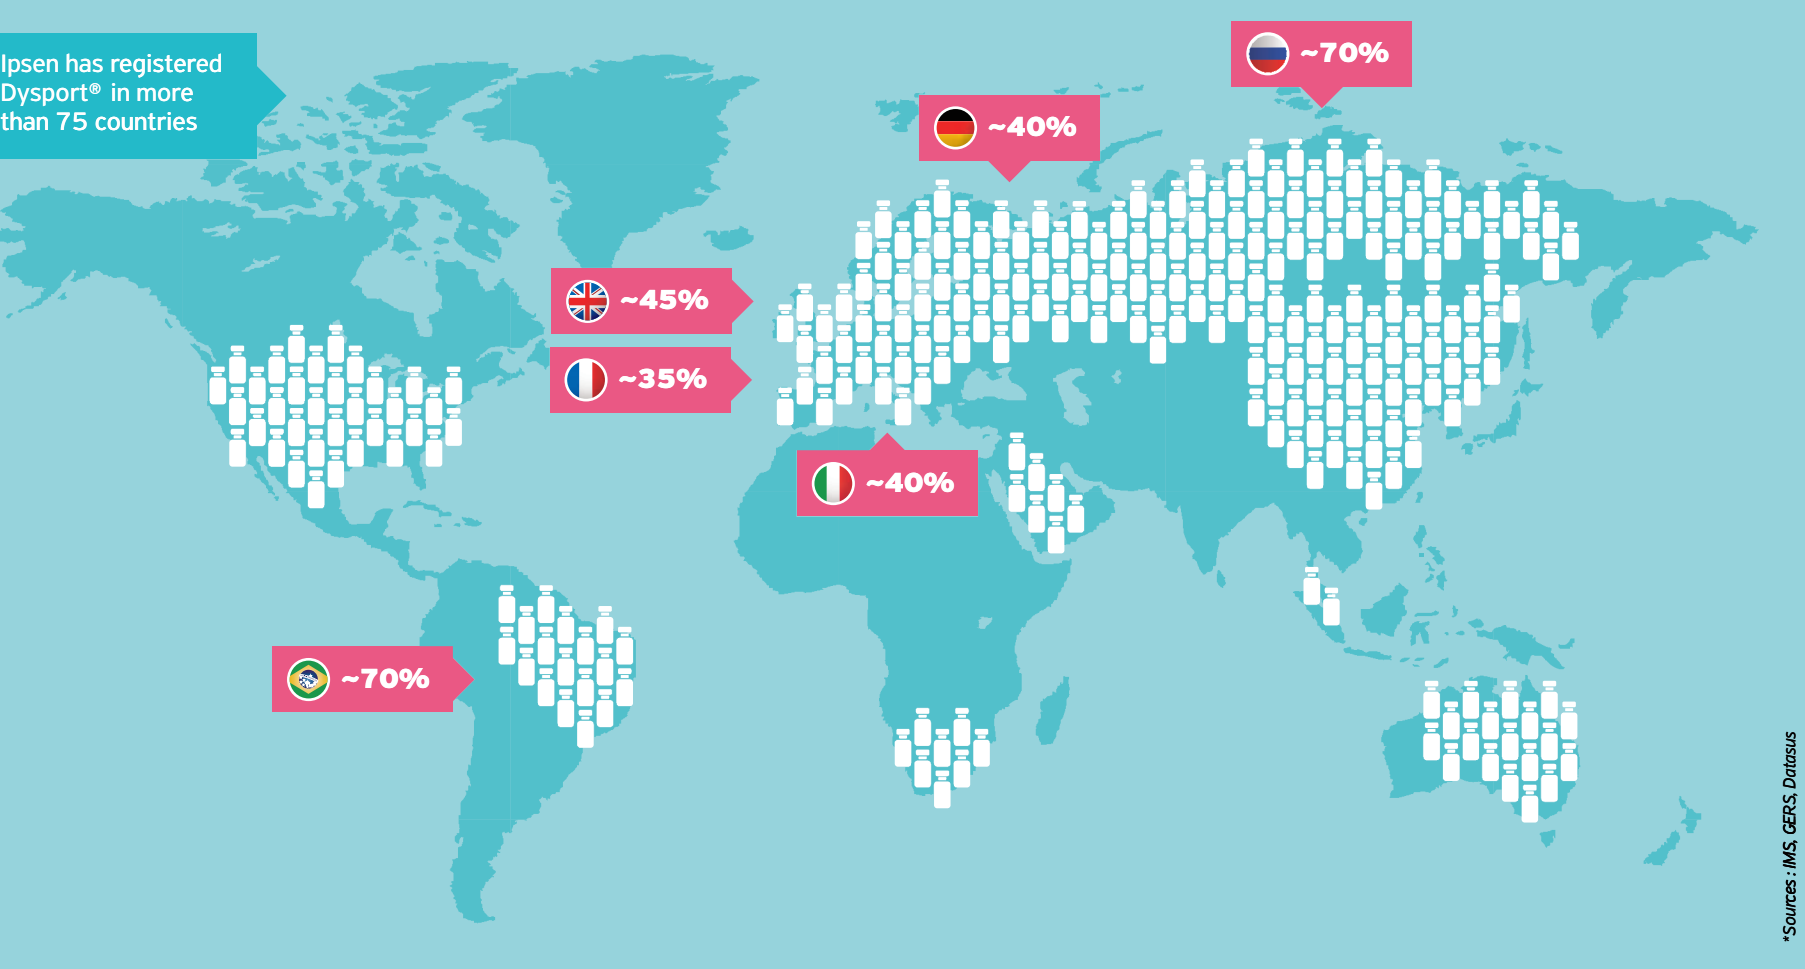 Ipsen has registered
Dysport® in more
than 75 countries
~70%
~40%
~45%
~35%
~40%
~70%
*Sources : IMS, GERS, Datasus